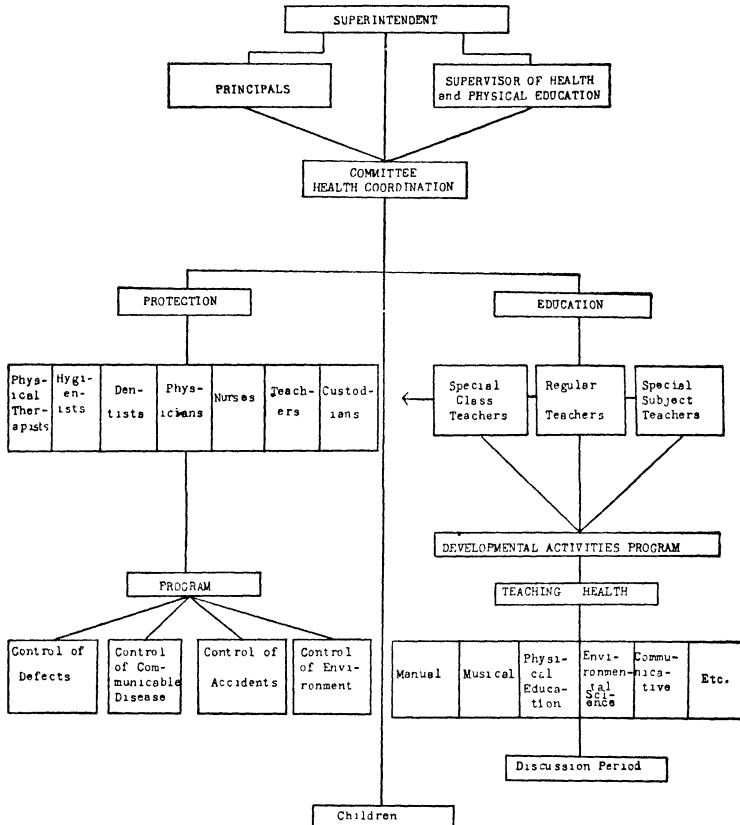 SUPERINTENDENT
PRINCIPALS
SUPERVISOR OF HEALTH
and PHYSICAL EDUCATION
COMMITTEE
HEALTH COORDINATION
PROTECTION
EDUCATION
Phys-
ical
Ther-
apists
Hygi-
en-
ists
Den-
tists
Phys-
icians
Nurses
Teach-
ers
Custod-
ians
Special
Class
Teachers
Regular
Teachers
Special
Subject
Teachers
DEVELOPMENTAL ACTIVITIES PROGRAM
PROGRAM
TEACHING HEALTH
Control of
Defects
Control
of Com-
municable
Disease
Control of
Accidents
Control
of Envi-
ronment
Manual
Musical
Physi-
cal
Educa-
tion
Envi-
ronmen-
tal
Sci-
ence
Commu-
nica-
tive
Etc.
Discussion Period
Children